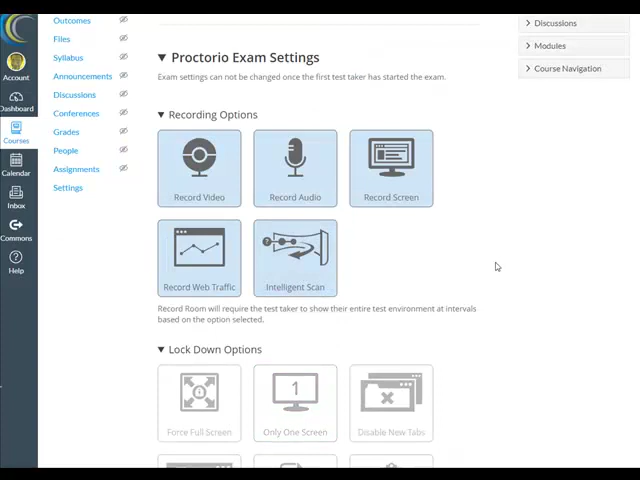 Account
Dashboard
Courses
Calendar
Inbox
Commons
Help
Outcomes
Files
Syllabus
Announcements
Discussions
Conferences
Grades
People
Assignments
Settings
Proctorio Exam Settings
Exam settings can not be changed once the first test taker has started the exam.
Recording Options
Record Video
Record Audio
Record Screen
Record Web Traffic
Intelligent Scan
Record Room will require the test taker to show their entire test environment at intervals
based on the option selected.
Lock Down Options
Force Full Screen
1
Only One Screen
Disable New Tabs
Discussions
Modules
Course Navigation